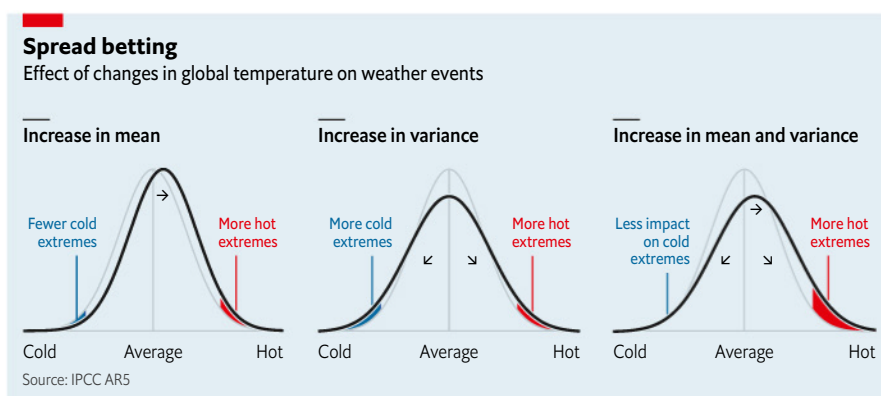 Spread betting
Effect of changes in global temperature on weather events
Increase in mean
Fewer cold
extremes
More hot
extremes
Cold
Average
Hot
Increase in variance
More cold
extremes
More hot
extremes
Cold
Average
Hot
Increase in mean and variance
Less impact
on cold
extremes
More hot
extremes
Cold
Average
Hot
Source: IPCC AR5